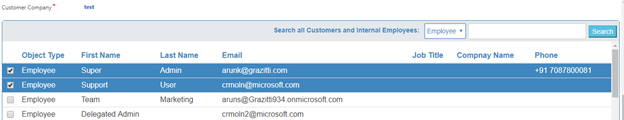 Customer Company* test
Search all Customers and Internal Employees: Employee Search
Object Type First Name Last Name Email Job Title Compnay Name Phone
Employee Super Admin arunk@grazitti.com +91 7087800081
Employee Support User crmoln@microsoft.com
Employee Team Marketing aruns@Grazitti934.onmicrosoft.com
Employee Delegated Admin crmoln2@microsoft.com